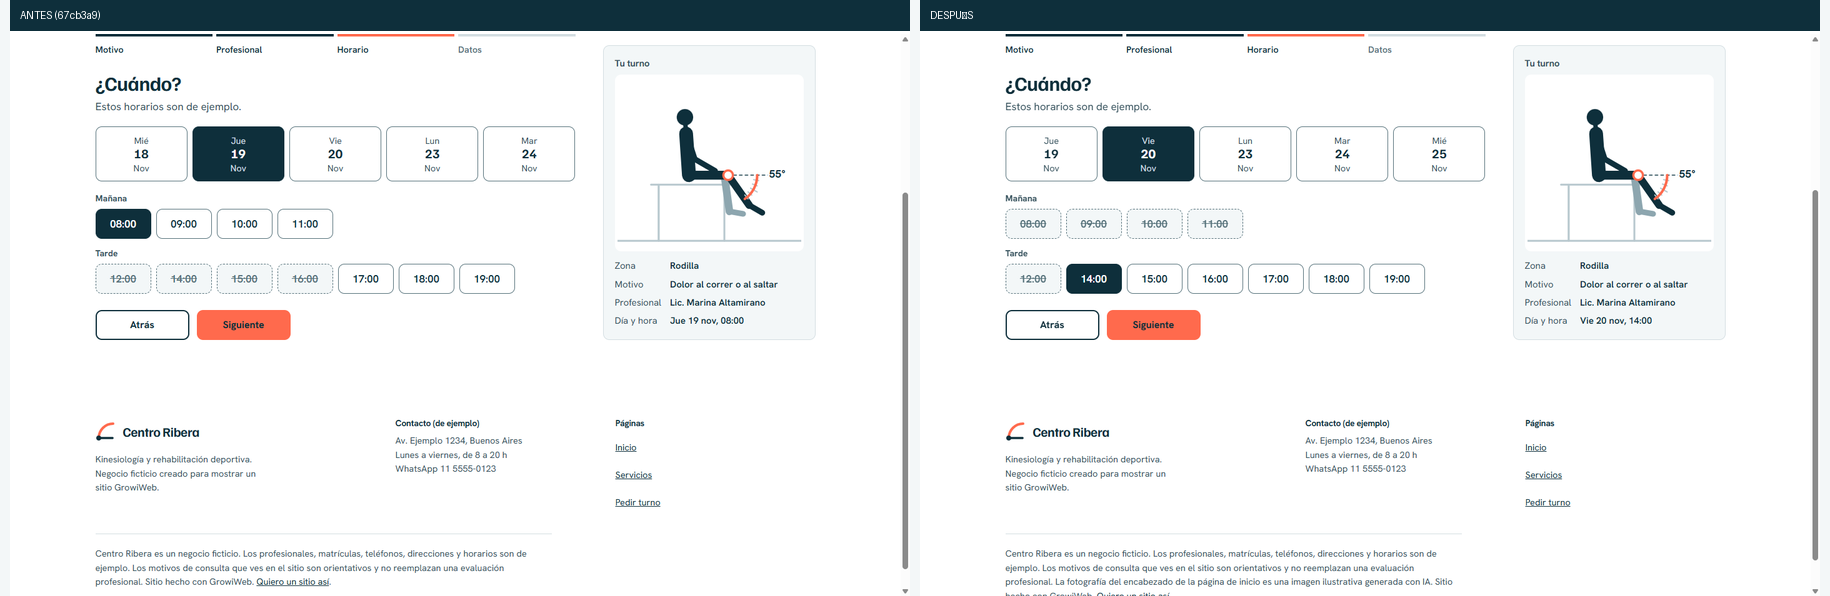 ANTES (67cb3a9)
Motivo Profesional Horario Datos
¿Cuándo?
Estos horarios son de ejemplo.
Mié Jue Vie Lun Mar
18 19 20 23 24
Nov Nov Nov Nov Nov
Mañana
08:00 09:00 10:00 11:00
Tarde
12:00 14:00 15:00 16:00 17:00 18:00 19:00
Atrás Siguiente
Tu turno
55°
Zona Rodilla
Motivo Dolor al correr o al saltar
Profesional Lic. Marina Altamirano
Día y hora Jue 19 nov, 08:00
Centro Ribera
Kinesiología y rehabilitación deportiva.
Negocio ficticio creado para mostrar un
sitio GrowiWeb.
Contacto (de ejemplo)
Av. Ejemplo 1234, Buenos Aires
Lunes a viernes, de 8 a 20 h
WhatsApp 11 5555-0123
Páginas
Inicio
Servicios
Pedir turno
Centro Ribera es un negocio ficticio. Los profesionales, matrículas, teléfonos, direcciones y horarios son de
ejemplo. Los motivos de consulta que ves en el sitio son orientativos y no reemplazan una evaluación
profesional. Sitio hecho con GrowiWeb. Quiero un sitio así.
DESPU▯S
Motivo Profesional Horario Datos
¿Cuándo?
Estos horarios son de ejemplo.
Jue Vie Lun Mar Mié
19 20 23 24 25
Nov Nov Nov Nov Nov
Mañana
08:00 09:00 10:00 11:00
Tarde
12:00 14:00 15:00 16:00 17:00 18:00 19:00
Atrás Siguiente
Tu turno
55°
Zona Rodilla
Motivo Dolor al correr o al saltar
Profesional Lic. Marina Altamirano
Día y hora Vie 20 nov, 14:00
Centro Ribera
Kinesiología y rehabilitación deportiva.
Negocio ficticio creado para mostrar un
sitio GrowiWeb.
Contacto (de ejemplo)
Av. Ejemplo 1234, Buenos Aires
Lunes a viernes, de 8 a 20 h
WhatsApp 11 5555-0123
Páginas
Inicio
Servicios
Pedir turno
Centro Ribera es un negocio ficticio. Los profesionales, matrículas, teléfonos, direcciones y horarios son de
ejemplo. Los motivos de consulta que ves en el sitio son orientativos y no reemplazan una evaluación
profesional. La fotografía del encabezado de la página de inicio es una imagen ilustrativa generada con IA. Sitio
hecho con GrowiWeb. Quiero un sitio así.